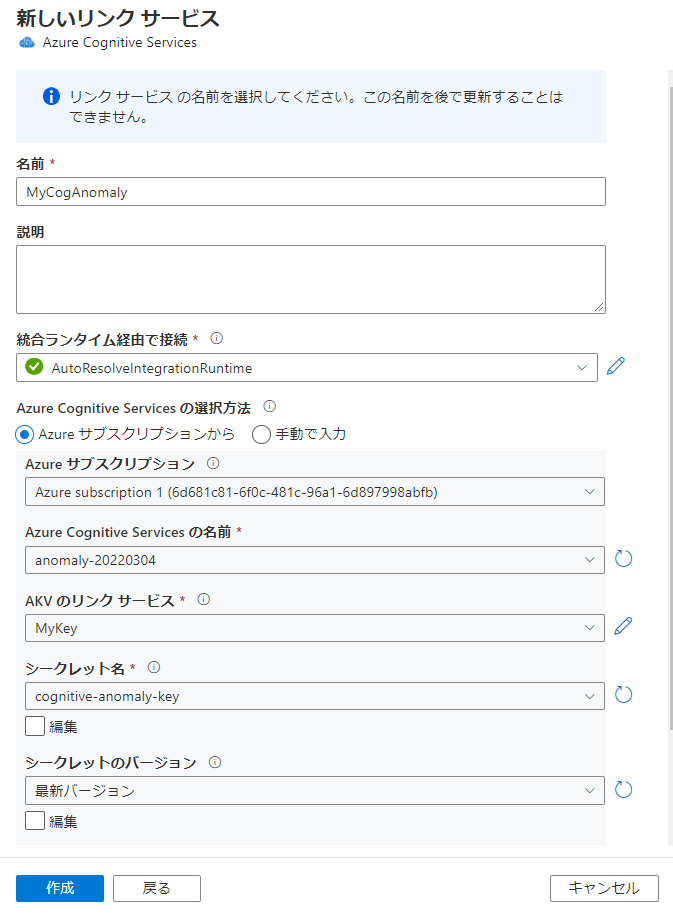 新しいリンク サービス
Azure Cognitive Services
リンク サービス の名前を選択してください。この名前を後で更新することは
できません。
名前 *
MyCogAnomaly
説明
統合ランタイム経由で接続 *
AutoResolveIntegrationRuntime
Azure Cognitive Services の選択方法
Azure サブスクリプションから 手動で入力
Azure サブスクリプション
Azure subscription 1 (6d681c81-6f0c-481c-96a1-6d897998abfb)
Azure Cognitive Services の名前 *
anomaly-20220304
AKV のリンク サービス *
MyKey
シークレット名 *
cognitive-anomaly-key
編集
シークレットのバージョン
最新バージョン
編集
作成 戻る キャンセル